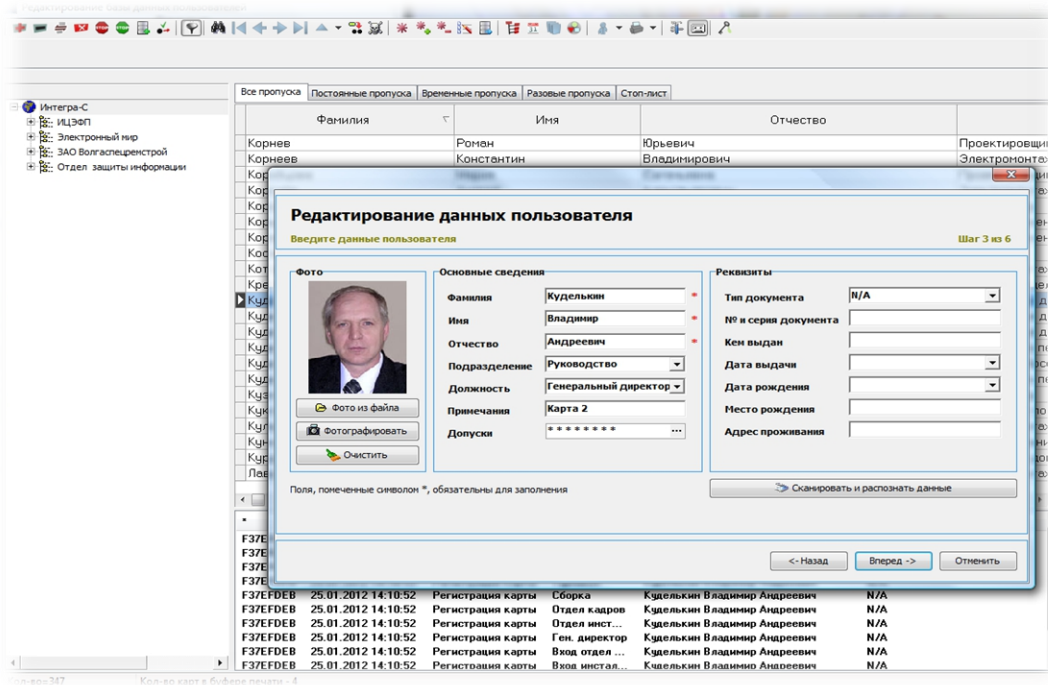 Редактирование базы данных пользователей
Все пропуска Постоянные пропуска Временные пропуска Разовые пропуска Стоп-лист
Интегра-С
ИЦЭФП
Электронный мир
ЗАО Волгаспецремстрой
Отдел защиты информации
Фамилия Имя Отчество
Корнев Роман Юрьевич Проектировщи
Корнеев Константин Владимирович Электромонта
Редактирование данных пользователя
Введите данные пользователя Шаг 3 из 6
Фото
Фото из файла
Фотографировать
Очистить
Основные сведения
Фамилия Куделькин *
Имя Владимир *
Отчество Андреевич *
Подразделение Руководство
Должность Генеральный директор
Примечания Карта 2
Допуски * * * * * * * * ...
Реквизиты
Тип документа N/A
№ и серия документа
Кем выдан
Дата выдачи
Дата рождения
Место рождения
Адрес проживания
Поля, помеченные символом *, обязательны для заполнения
Сканировать и распознать данные
<- Назад Вперед -> Отменить
F37EFDEB 25.01.2012 14:10:52 Регистрация карты Сборка Куделькин Владимир Андреевич N/A
F37EFDEB 25.01.2012 14:10:52 Регистрация карты Отдел кадров Куделькин Владимир Андреевич N/A
F37EFDEB 25.01.2012 14:10:52 Регистрация карты Отдел инст... Куделькин Владимир Андреевич N/A
F37EFDEB 25.01.2012 14:10:52 Регистрация карты Ген. директор Куделькин Владимир Андреевич N/A
F37EFDEB 25.01.2012 14:10:52 Регистрация карты Вход отдел ... Куделькин Владимир Андреевич N/A
F37EFDEB 25.01.2012 14:10:52 Регистрация карты Вход инстал... Куделькин Владимир Андреевич N/A
Кол-во=347 Кол-во карт в буфере печати - 4